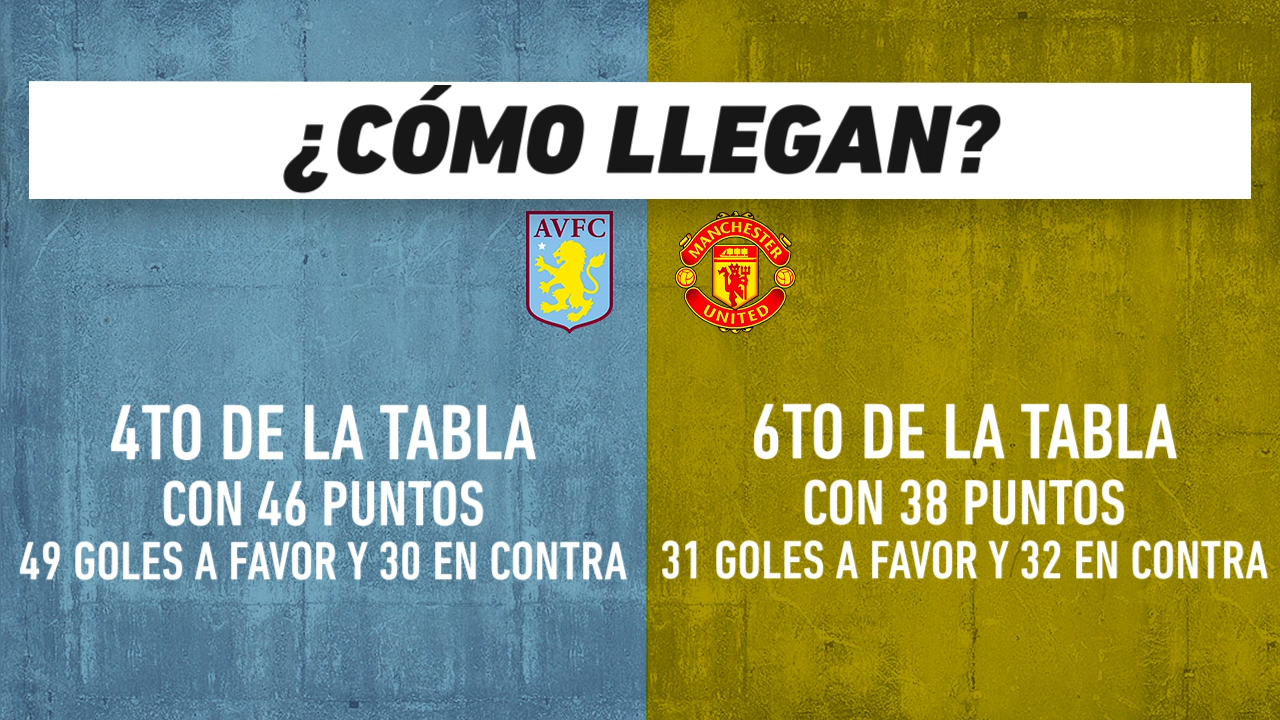 ¿CÓMO LLEGAN?
AVFC
MANCHESTER
UNITED
4TO DE LA TABLA
CON 46 PUNTOS
49 GOLES A FAVOR Y 30 EN CONTRA
6TO DE LA TABLA
CON 38 PUNTOS
31 GOLES A FAVOR Y 32 EN CONTRA